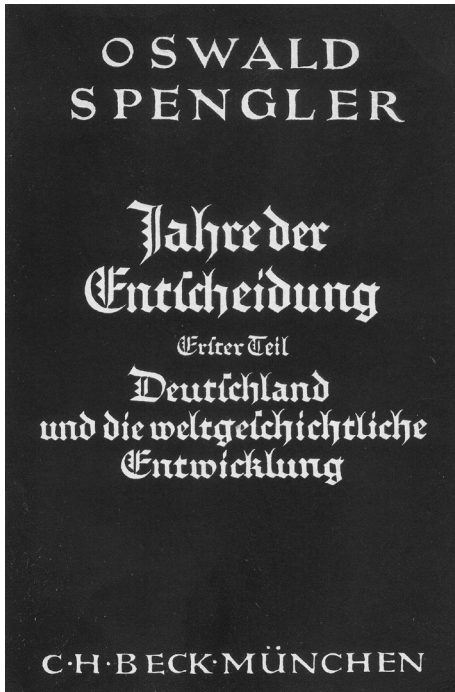 OSWALD
SPENGLER
Jahre der
Entſcheidung
Erſter Teil
Deutſchland
und die weltgeſchichtliche
Entwicklung
C·H·BECK·MÜNCHEN